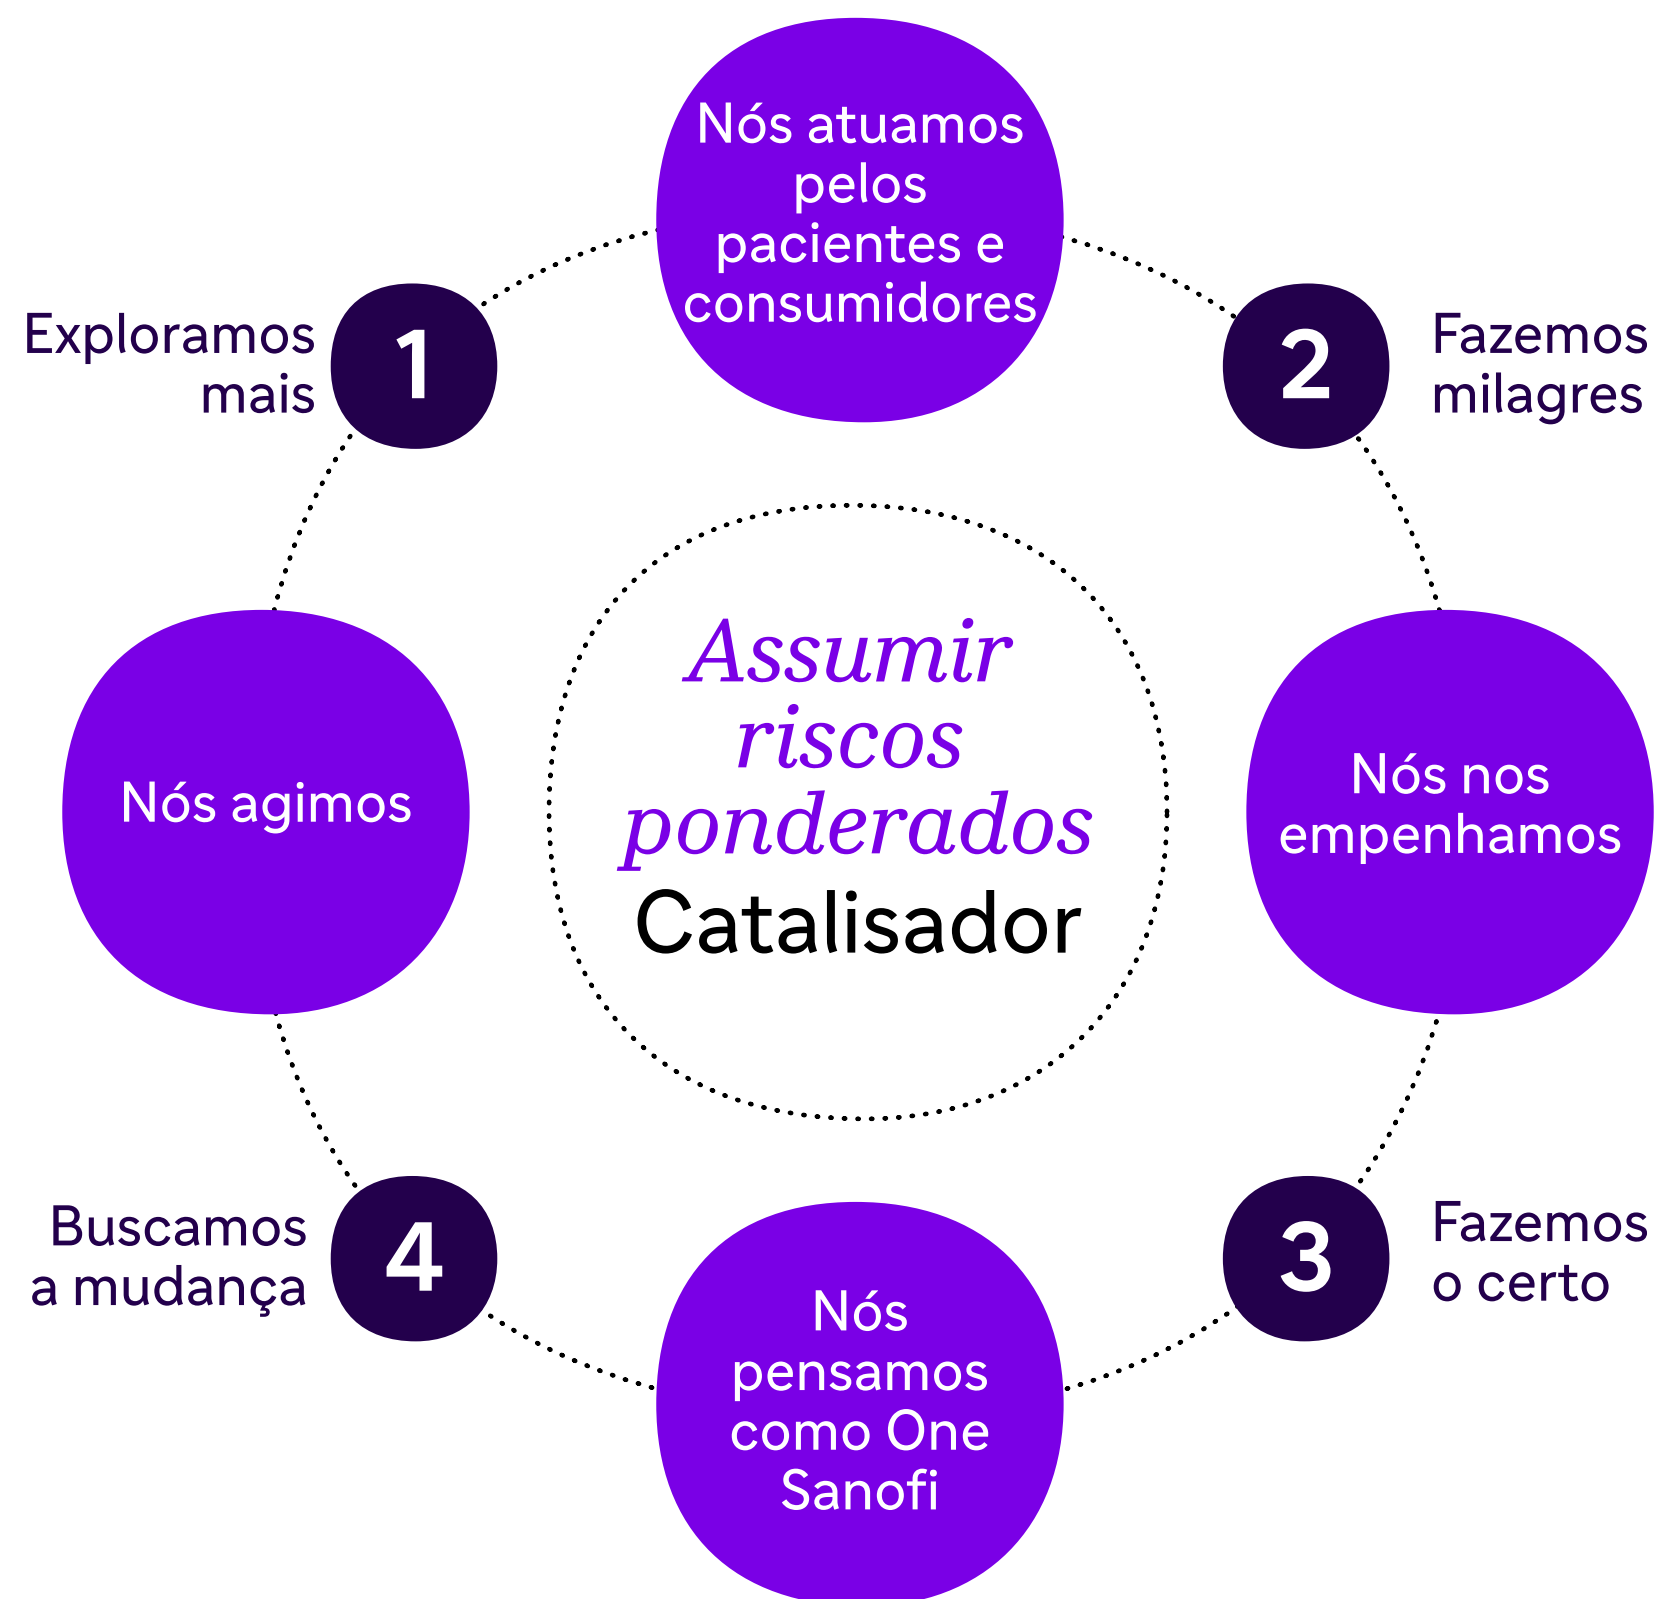 Nós atuamos
pelos
pacientes e
consumidores
Exploramos
mais
1
2
Fazemos
milagres
Assumir
riscos
ponderados
Catalisador
Nós agimos
Nós nos
empenhamos
Buscamos
a mudança
4
3
Fazemos
o certo
Nós
pensamos
como One
Sanofi